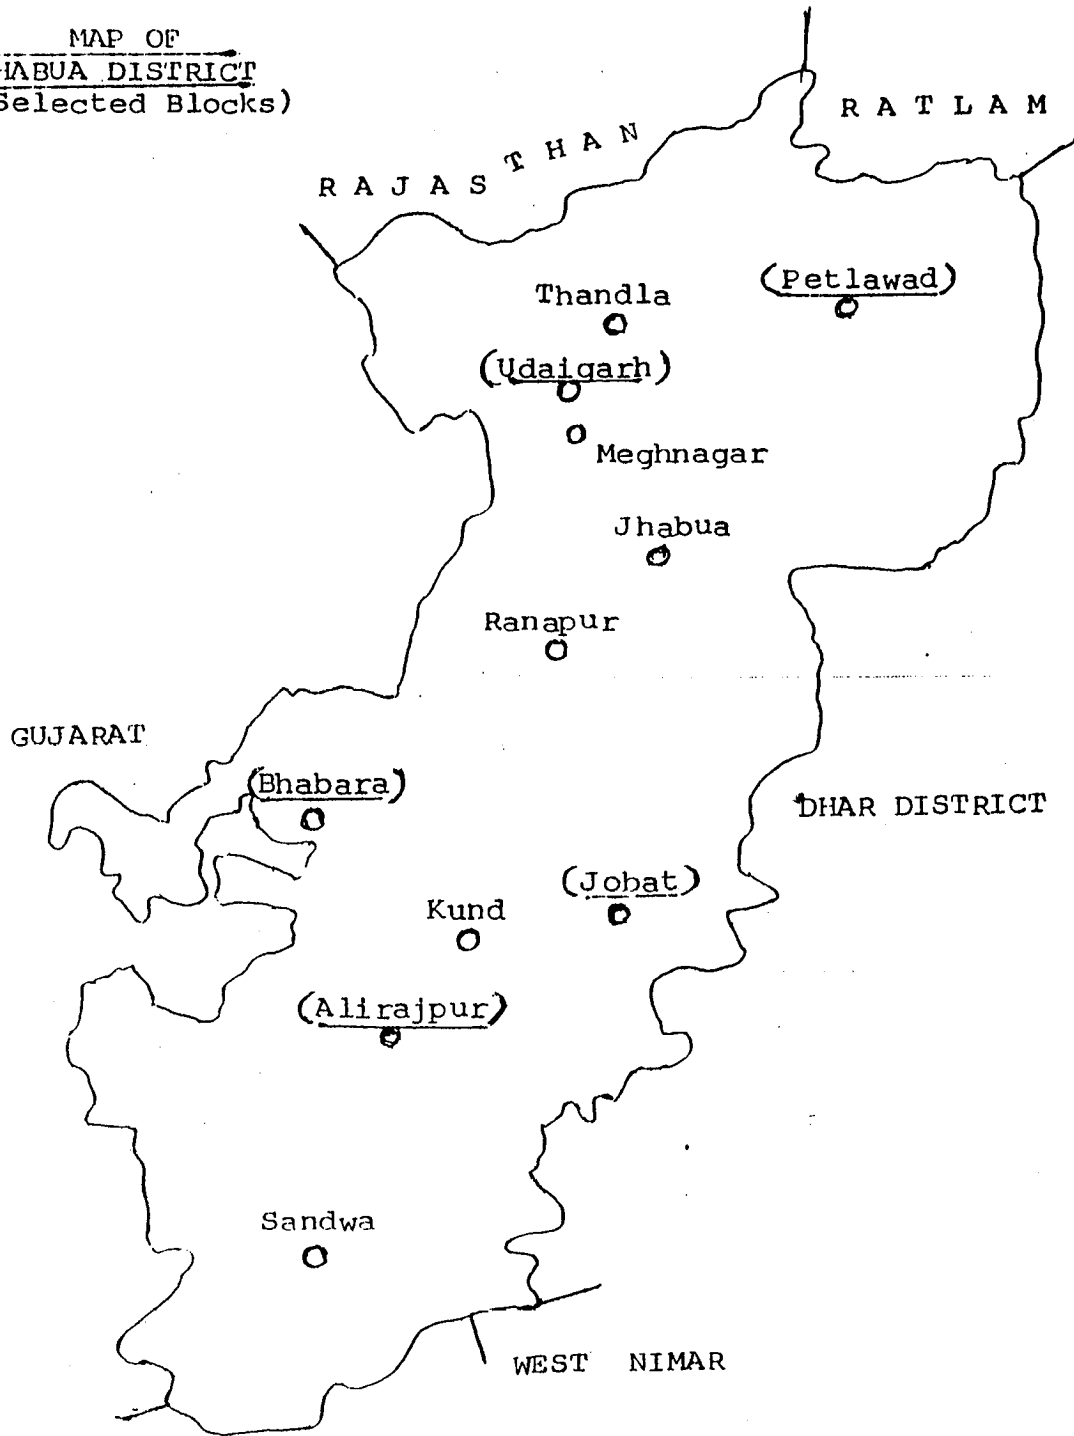 MAP OF
HABUA DISTRICT
Selected Blocks)
RATLAM
RAJASTHAN
(Petlawad)
Thandla
(Udaigarh)
Meghnagar
Jhabua
Ranapur
GUJARAT
(Bhabara)
DHAR DISTRICT
(Jobat)
Kund
(Alirajpur)
Sandwa
WEST NIMAR